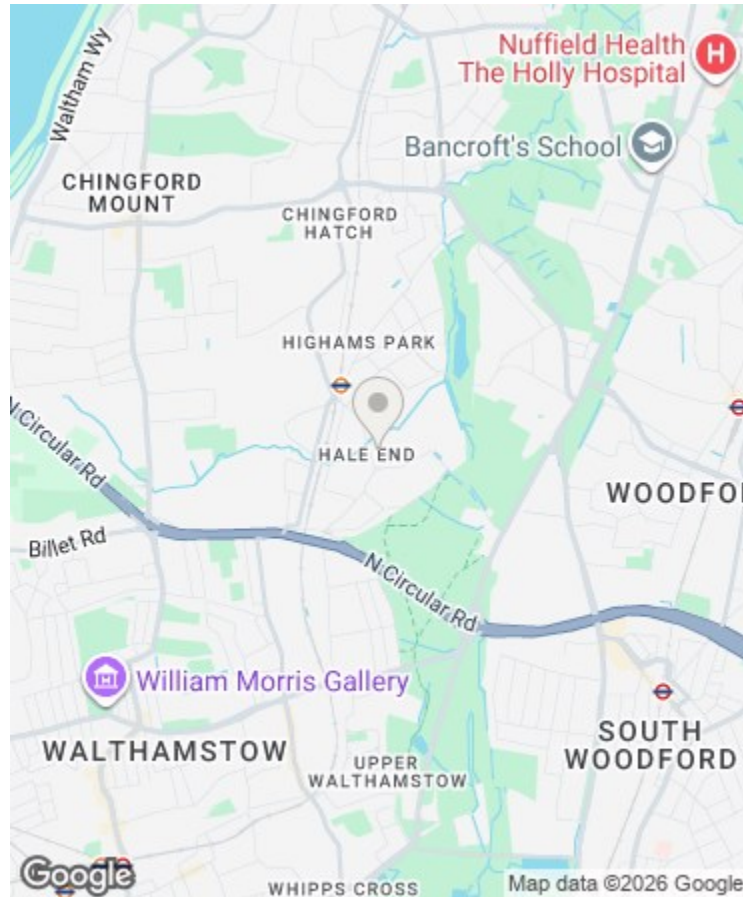 Nuffield Health
The Holly Hospital
H
Waltham Wy
Bancroft's School
CHINGFORD
MOUNT
CHINGFORD
HATCH
HIGHAMS PARK
N Circular Rd
HALE END
WOODFO
Billet Rd
N Circular Rd
William Morris Gallery
SOUTH
WOODFORD
WALTHAMSTOW
UPPER
WALTHAMSTOW
Google
WHIPPS CROSS
Map data ©2026 Google